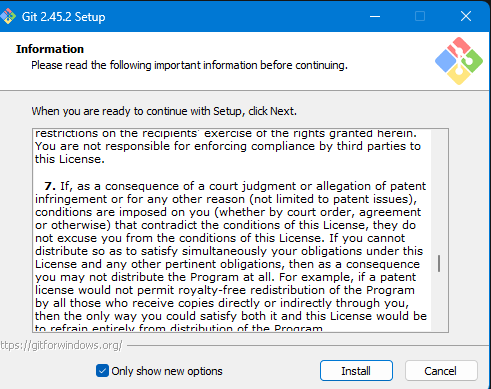 Git 2.45.2 Setup
Information
Please read the following important information before continuing.
When you are ready to continue with Setup, click Next.
restrictions on the recipients' exercise of the rights granted herein.
You are not responsible for enforcing compliance by third parties to
this License.
7. If, as a consequence of a court judgment or allegation of patent
infringement or for any other reason (not limited to patent issues),
conditions are imposed on you (whether by court order, agreement
or otherwise) that contradict the conditions of this License, they do
not excuse you from the conditions of this License. If you cannot
distribute so as to satisfy simultaneously your obligations under this
License and any other pertinent obligations, then as a consequence
you may not distribute the Program at all. For example, if a patent
license would not permit royalty-free redistribution of the Program
by all those who receive copies directly or indirectly through you,
then the only way you could satisfy both it and this License would be
to refrain entirely from distribution of the Program.
ttps://gitforwindows.org/
Only show new options
Install
Cancel